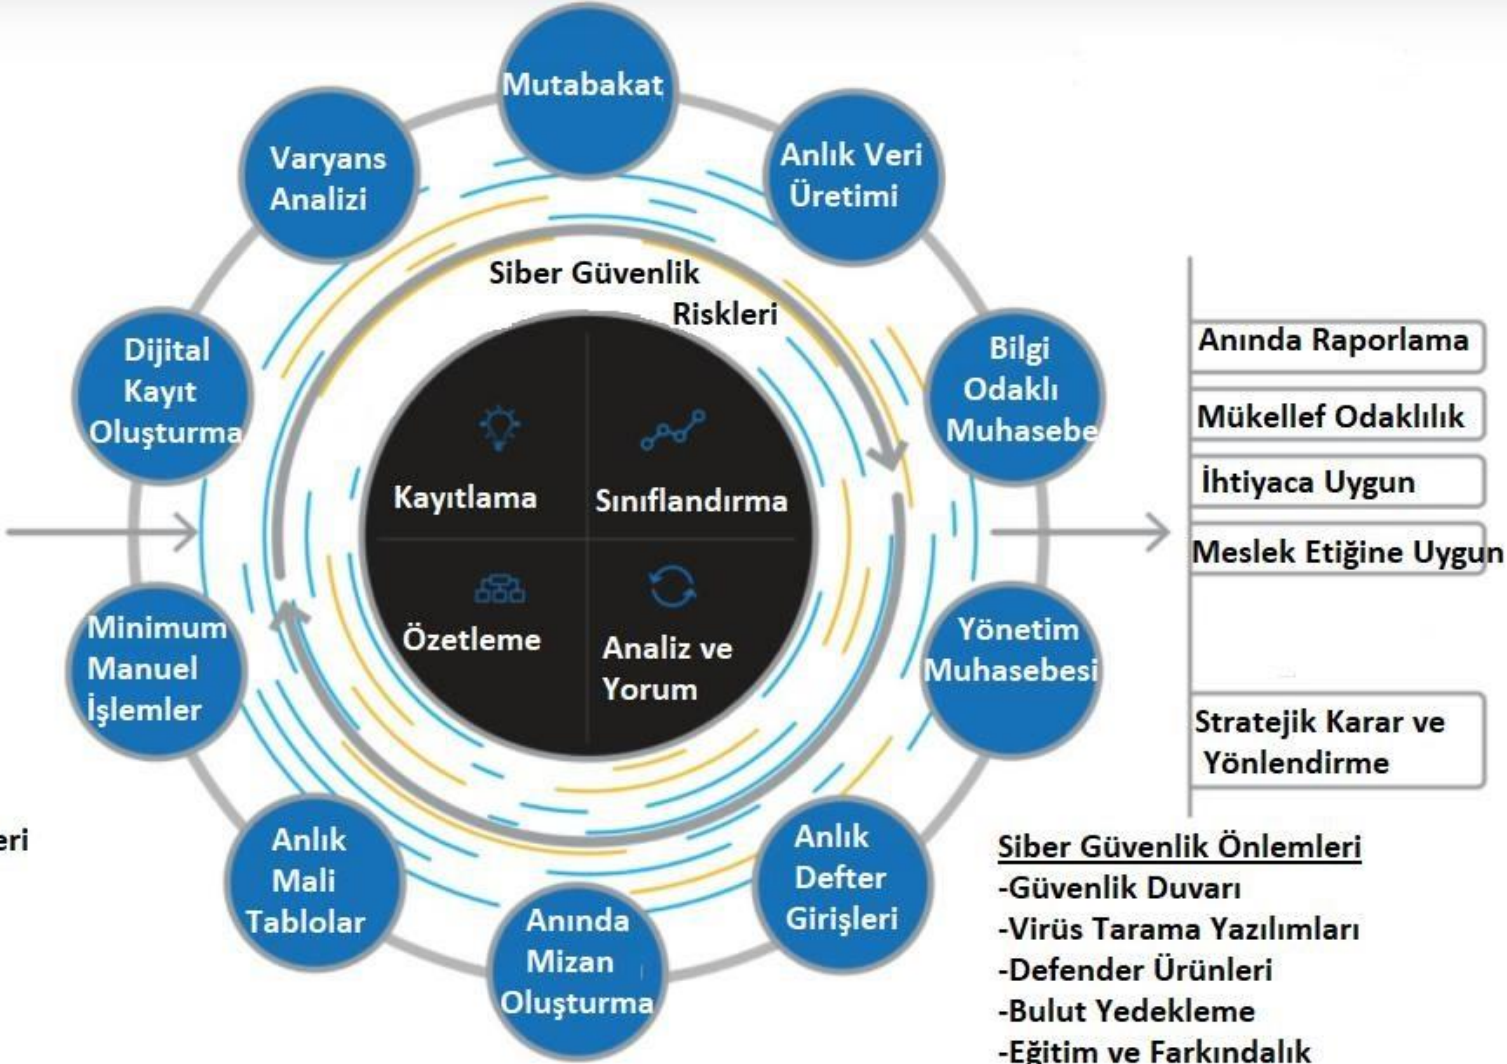 Mutabakat
Anlık Veri
Üretimi
Varyans
Analizi
Siber Güvenlik
Riskleri
Dijital
Kayıt
Oluşturma
Bilgi
Odaklı
Muhasebe
Kayıtlama
Sınıflandırma
Özetleme
Analiz ve
Yorum
Minimum
Manuel
İşlemler
Yönetim
Muhasebesi
Anlık
Mali
Tablolar
Anında
Mizan
Oluşturma
Anlık
Defter
Girişleri
Anında Raporlama
Mükellef Odaklılık
İhtiyaca Uygun
Meslek Etiğine Uygun
Stratejik Karar ve
Yönlendirme
eri
Siber Güvenlik Önlemleri
-Güvenlik Duvarı
-Virüs Tarama Yazılımları
-Defender Ürünleri
-Bulut Yedekleme
-Eğitim ve Farkındalık